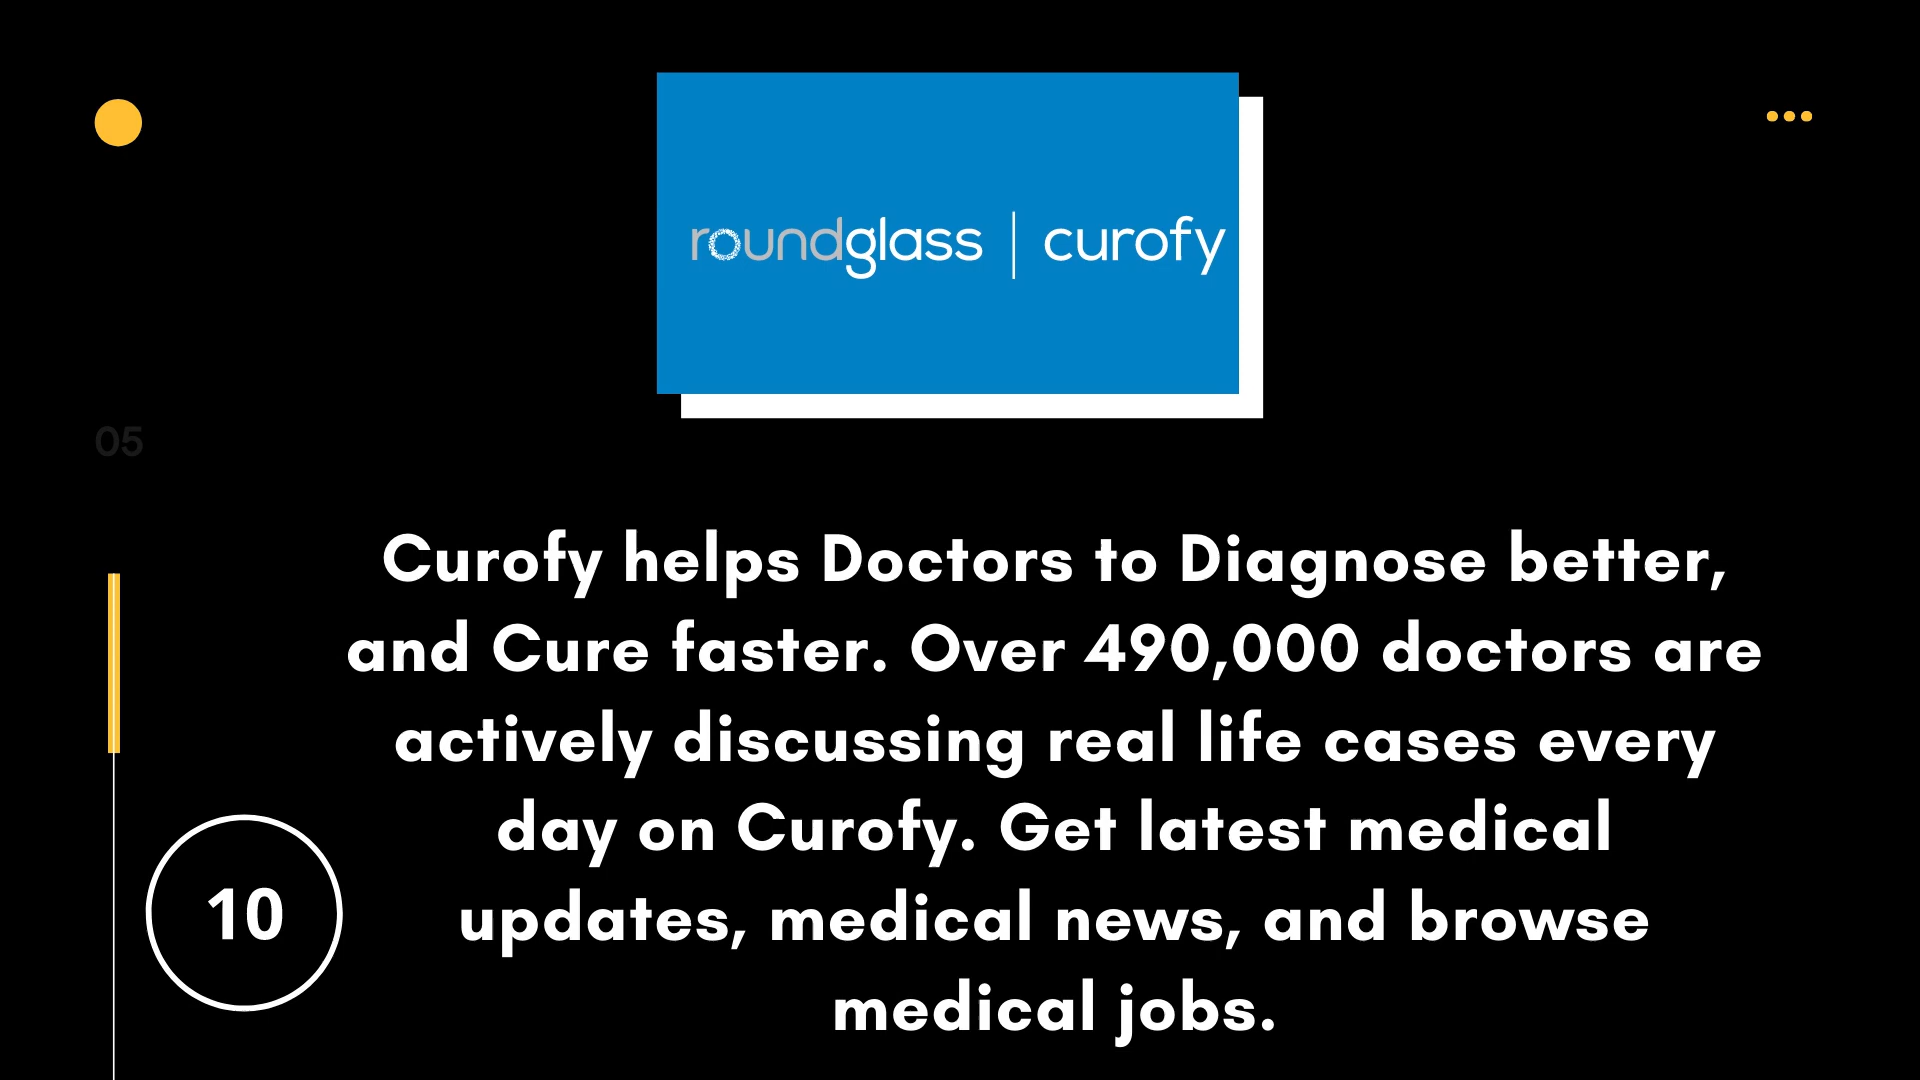 roundglass | curofy
05
Curofy helps Doctors to Diagnose better,
and Cure faster. Over 490,000 doctors are
actively discussing real life cases every
day on Curofy. Get latest medical
updates, medical news, and browse
medical jobs.
10